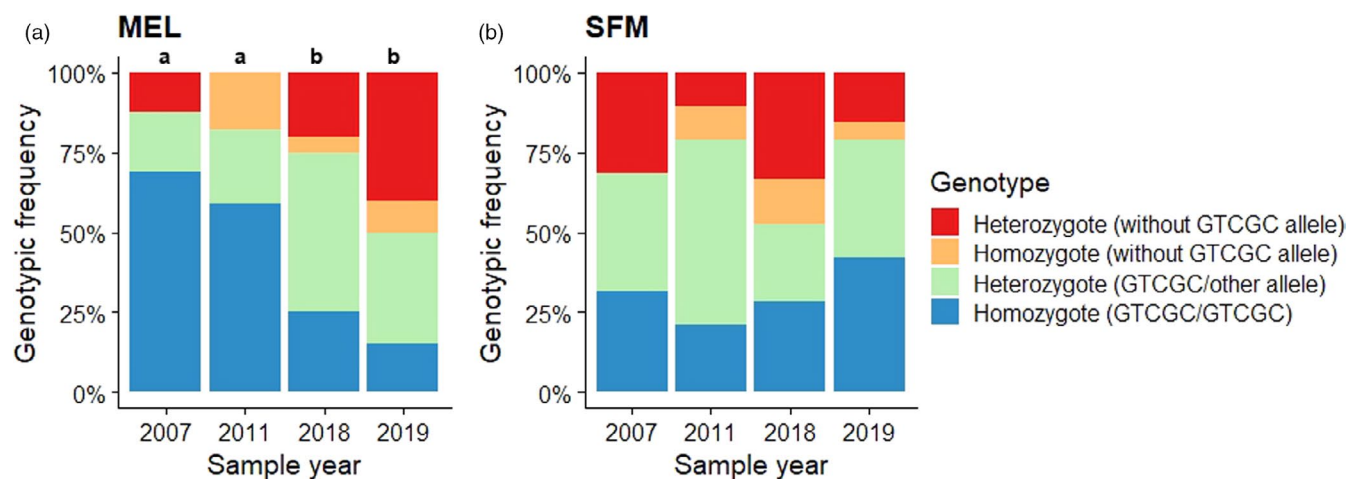 (a)
MEL
a a b b
100%
75%
50%
25%
0%
Genotypic frequency
2007 2011 2018 2019
Sample year
(b)
SFM
100%
75%
50%
25%
0%
Genotypic frequency
2007 2011 2018 2019
Sample year
Genotype
Heterozygote (without GTCGC allele)
Homozygote (without GTCGC allele)
Heterozygote (GTCGC/other allele)
Homozygote (GTCGC/GTCGC)